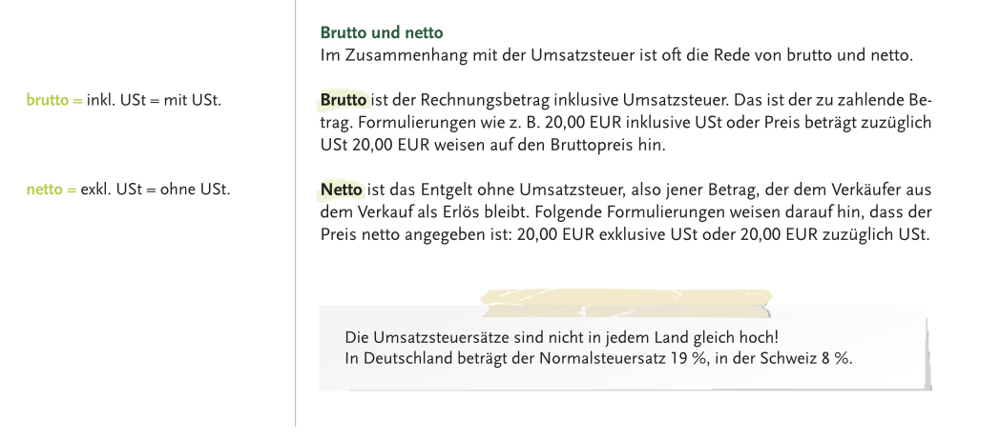 Brutto und netto
Im Zusammenhang mit der Umsatzsteuer ist oft die Rede von brutto und netto.
brutto = inkl. USt = mit USt.
Brutto ist der Rechnungsbetrag inklusive Umsatzsteuer. Das ist der zu zahlende Be-
trag. Formulierungen wie z. B. 20,00 EUR inklusive USt oder Preis beträgt zuzüglich
USt 20,00 EUR weisen auf den Bruttopreis hin.
netto = exkl. USt = ohne USt.
Netto ist das Entgelt ohne Umsatzsteuer, also jener Betrag, der dem Verkäufer aus
dem Verkauf als Erlös bleibt. Folgende Formulierungen weisen darauf hin, dass der
Preis netto angegeben ist: 20,00 EUR exklusive USt oder 20,00 EUR zuzüglich USt.
Die Umsatzsteuersätze sind nicht in jedem Land gleich hoch!
In Deutschland beträgt der Normalsteuersatz 19 %, in der Schweiz 8 %.